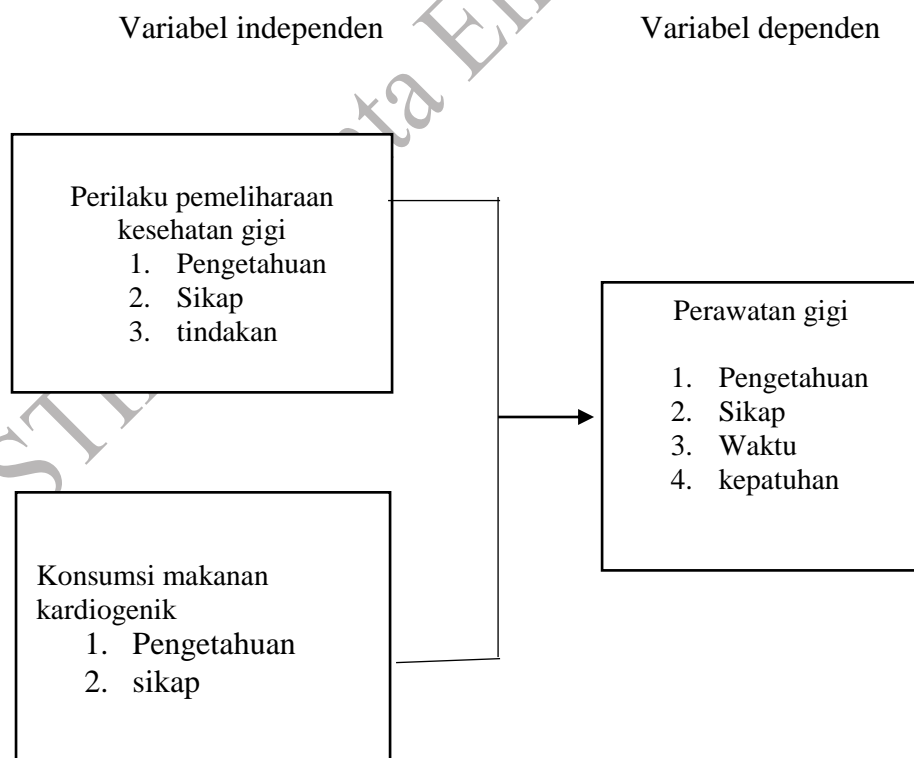 Variabel independen
Variabel dependen
Perilaku pemeliharaan
kesehatan gigi
1. Pengetahuan
2. Sikap
3. tindakan
Perawatan gigi
1. Pengetahuan
2. Sikap
3. Waktu
4. kepatuhan
Konsumsi makanan
kardiogenik
1. Pengetahuan
2. sikap